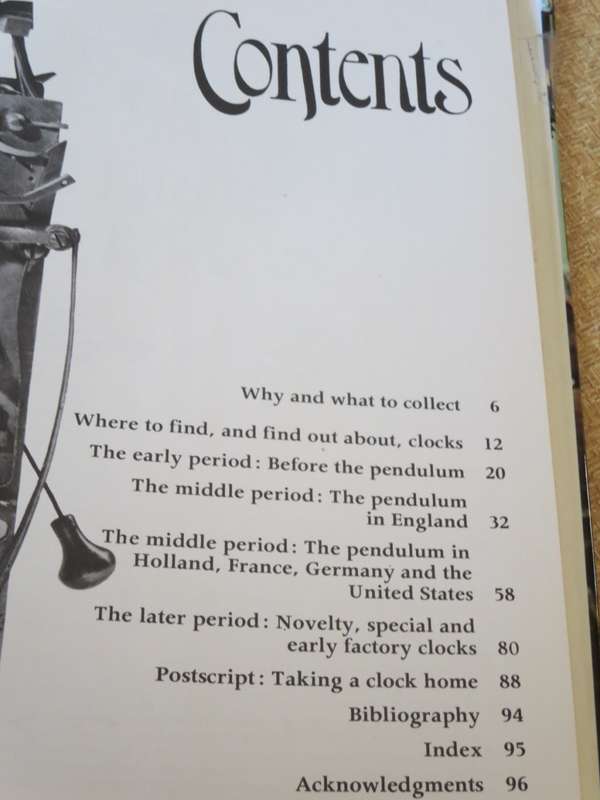 Contents
Why and what to collect 6
Where to find, and find out about, clocks 12
The early period: Before the pendulum 20
The middle period: The pendulum
in England 32
The middle period: The pendulum in
Holland, France, Germany and the
United States 58
The later period: Novelty, special and
early factory clocks 80
Postscript: Taking a clock home 88
Bibliography 94
Index 95
Acknowledgments 96